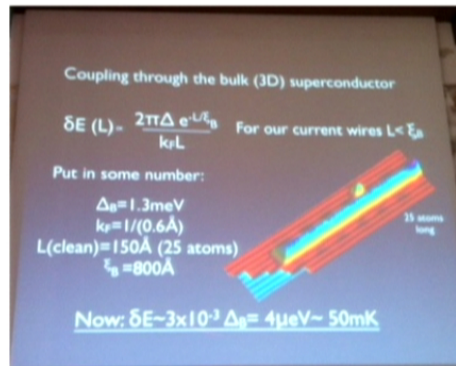 Coupling through the bulk (3D) superconductor
δE (L)= 2πΔ e^-L/ξB / kFL For our current wires L< ξB
Put in some number:
ΔB=1.3meV
kF=1/(0.6Å)
L(clean)=150Å (25 atoms)
ξB =800Å
25 atoms
long
Now: δE~3x10^-3 ΔB= 4μeV~ 50mK